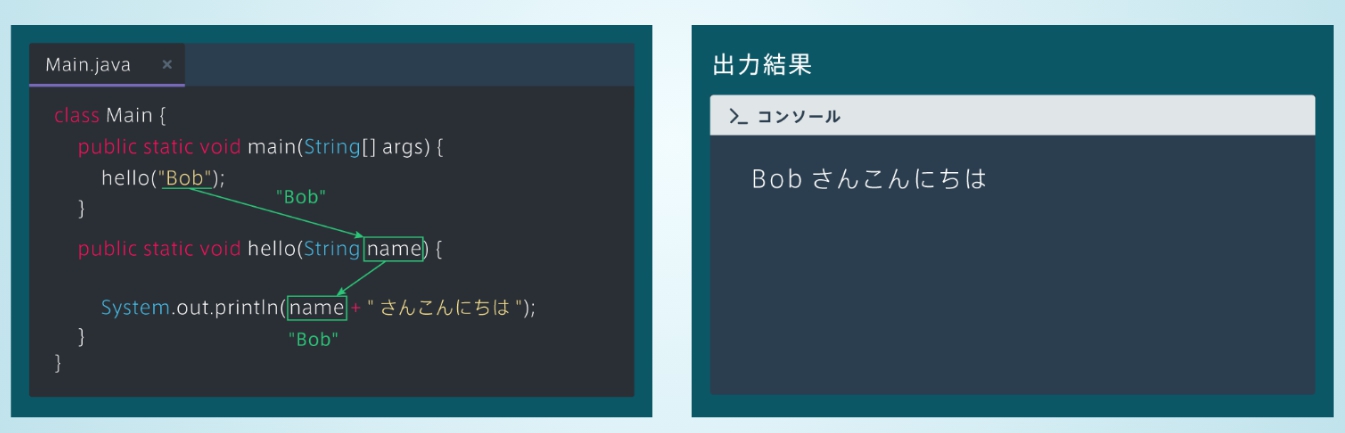 Main.java ×
class Main {
public static void main(String[] args) {
hello("Bob");
"Bob"
}
public static void hello(String name) {
System.out.println(name + " さんこんにちは ");
}
"Bob"
}
出力結果
>_ コンソール
Bob さんこんにちは